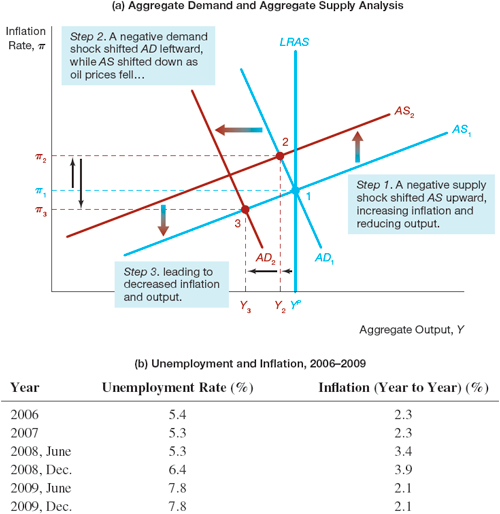 (a) Aggregate Demand and Aggregate Supply Analysis
Inflation
Rate, π
Step 2. A negative demand
shock shifted AD leftward,
while AS shifted down as
oil prices fell…
LRAS
AS₂
AS₁
2
π₂
π₁
π₃
1
3
Step 1. A negative supply
shock shifted AS upward,
increasing inflation and
reducing output.
Step 3. leading to
decreased inflation
and output.
AD₂
AD₁
Y₃
Y₂
Yᴾ
Aggregate Output, Y
(b) Unemployment and Inflation, 2006–2009
Year Unemployment Rate (%) Inflation (Year to Year) (%)
2006 5.4 2.3
2007 5.3 2.3
2008, June 5.3 3.4
2008, Dec. 6.4 3.9
2009, June 7.8 2.1
2009, Dec. 7.8 2.1